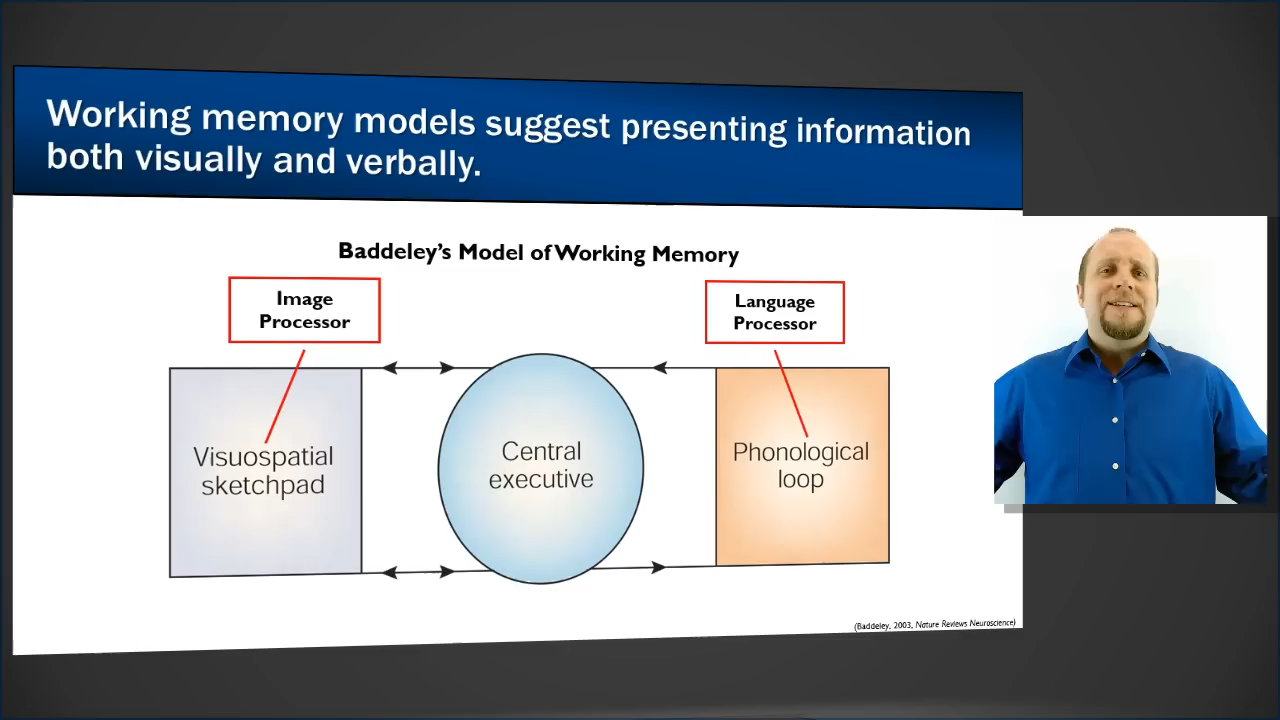 Working memory models suggest presenting information
both visually and verbally.
Baddeley's Model of Working Memory
Image
Processor
Language
Processor
Visuospatial
sketchpad
Central
executive
Phonological
loop
(Baddeley, 2003, Nature Reviews Neuroscience)